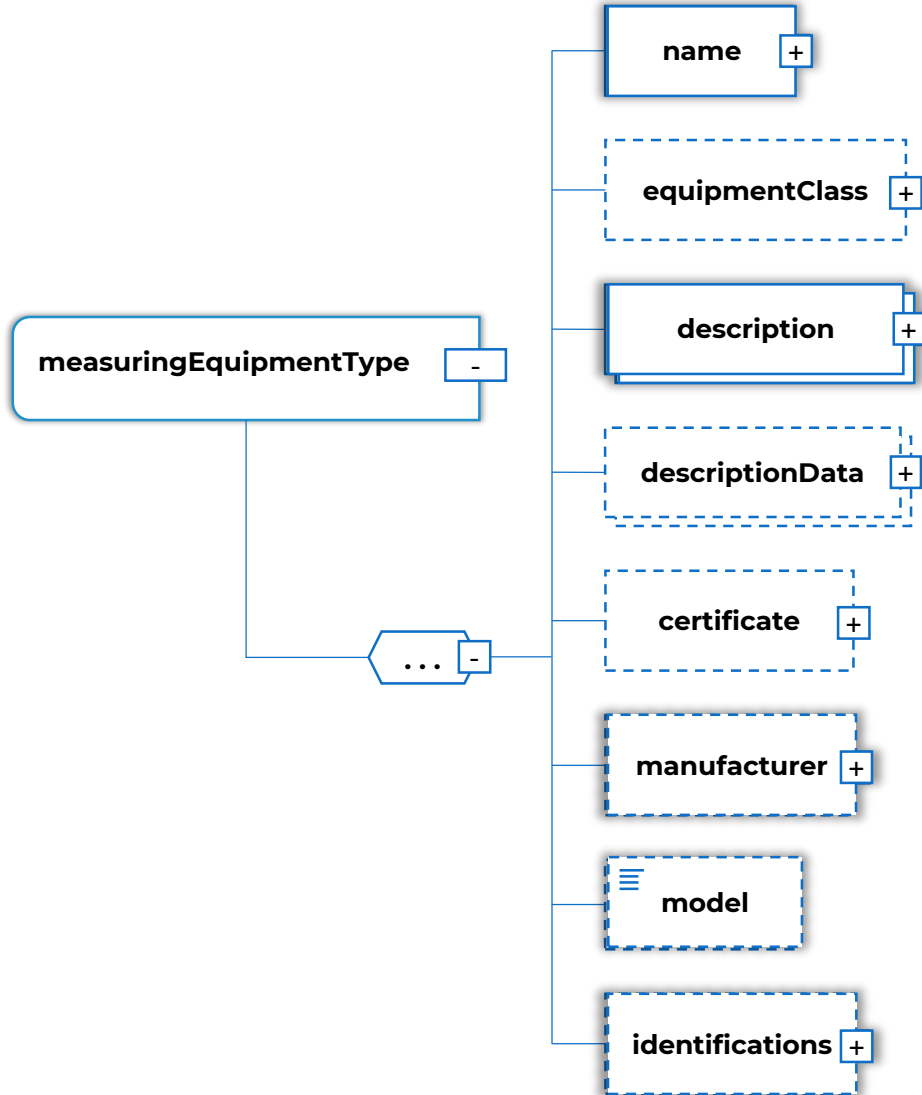 name
+
equipmentClass
+
description
+
measuringEquipmentType
-
descriptionData
+
certificate
+
...
-
manufacturer
+
model
identifications
+